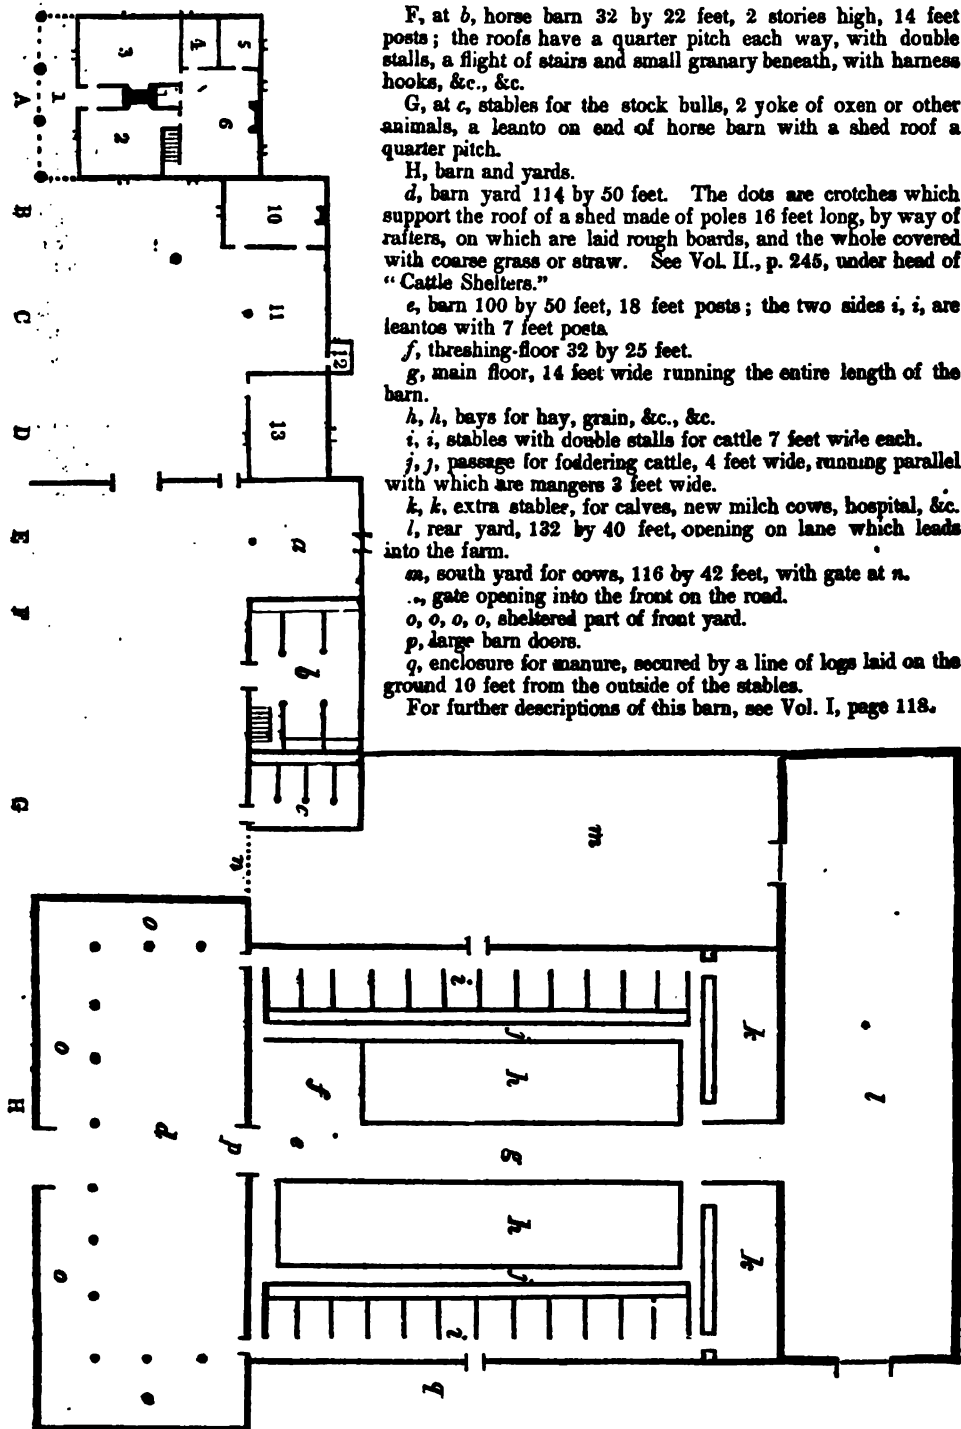 F, at b, horse barn 32 by 22 feet, 2 stories high, 14 feet
posts; the roofs have a quarter pitch each way, with double
stalls, a flight of stairs and small granary beneath, with harness
hooks, &c., &c.
G, at c, stables for the stock bulls, 2 yoke of oxen or other
animals, a leanto on end of horse barn with a shed roof a
quarter pitch.
H, barn and yards.
d, barn yard 114 by 50 feet. The dots are crotches which
support the roof of a shed made of poles 16 feet long, by way of
rafters, on which are laid rough boards, and the whole covered
with coarse grass or straw. See Vol. II., p. 245, under head of
“Cattle Shelters.”
e, barn 100 by 50 feet, 18 feet posts; the two sides i, i, are
leantos with 7 feet posts
f, threshing-floor 32 by 25 feet.
g, main floor, 14 feet wide running the entire length of the
barn.
h, h, bays for hay, grain, &c., &c.
i, i, stables with double stalls for cattle 7 feet wide each.
j, j, passage for foddering cattle, 4 feet wide, running parallel
with which are mangers 3 feet wide.
k, k, extra stabler, for calves, new milch cows, hospital, &c.
l, rear yard, 132 by 40 feet, opening on lane which leads
into the farm.
m, south yard for cows, 116 by 42 feet, with gate at n.
.., gate opening into the front on the road.
o, o, o, o, sheltered part of front yard.
p, large barn doors.
q, enclosure for manure, secured by a line of logs laid on the
ground 10 feet from the outside of the stables.
For further descriptions of this barn, see Vol. I, page 118.
A
1
2
3
4
5
6
B
10
C
11
12
D
13
E
a
F
b
G
c
n
m
o
i
k
j
h
l
o
f
H
d
p
e
g
h
k
o
j
i
o
q